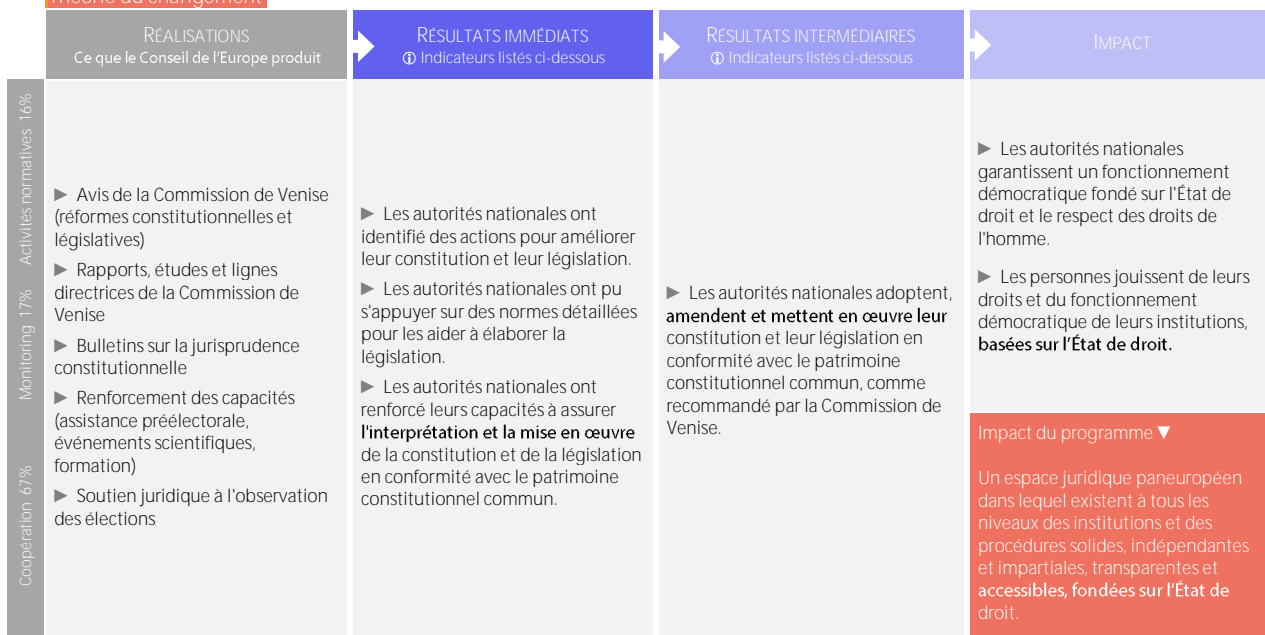 Théorie du changement
RÉALISATIONS
Ce que le Conseil de l'Europe produit
RÉSULTATS IMMÉDIATS
🛈 Indicateurs listés ci-dessous
RÉSULTATS INTERMÉDIAIRES
🛈 Indicateurs listés ci-dessous
IMPACT
Activités normatives 16%
Monitoring 17%
Coopération 67%
► Avis de la Commission de Venise
(réformes constitutionnelles et
législatives)
► Rapports, études et lignes
directrices de la Commission de
Venise
► Bulletins sur la jurisprudence
constitutionnelle
► Renforcement des capacités
(assistance préélectorale,
événements scientifiques,
formation)
► Soutien juridique à l'observation
des élections
► Les autorités nationales ont
identifié des actions pour améliorer
leur constitution et leur législation.
► Les autorités nationales ont pu
s'appuyer sur des normes détaillées
pour les aider à élaborer la
législation.
► Les autorités nationales ont
renforcé leurs capacités à assurer
l'interprétation et la mise en œuvre
de la constitution et de la législation
en conformité avec le patrimoine
constitutionnel commun.
► Les autorités nationales adoptent,
amendent et mettent en œuvre leur
constitution et leur législation en
conformité avec le patrimoine
constitutionnel commun, comme
recommandé par la Commission de
Venise.
► Les autorités nationales
garantissent un fonctionnement
démocratique fondé sur l'État de
droit et le respect des droits de
l'homme.
► Les personnes jouissent de leurs
droits et du fonctionnement
démocratique de leurs institutions,
basées sur l'État de droit.
Impact du programme ▼
Un espace juridique paneuropéen
dans lequel existent à tous les
niveaux des institutions et des
procédures solides, indépendantes
et impartiales, transparentes et
accessibles, fondées sur l'État de
droit.